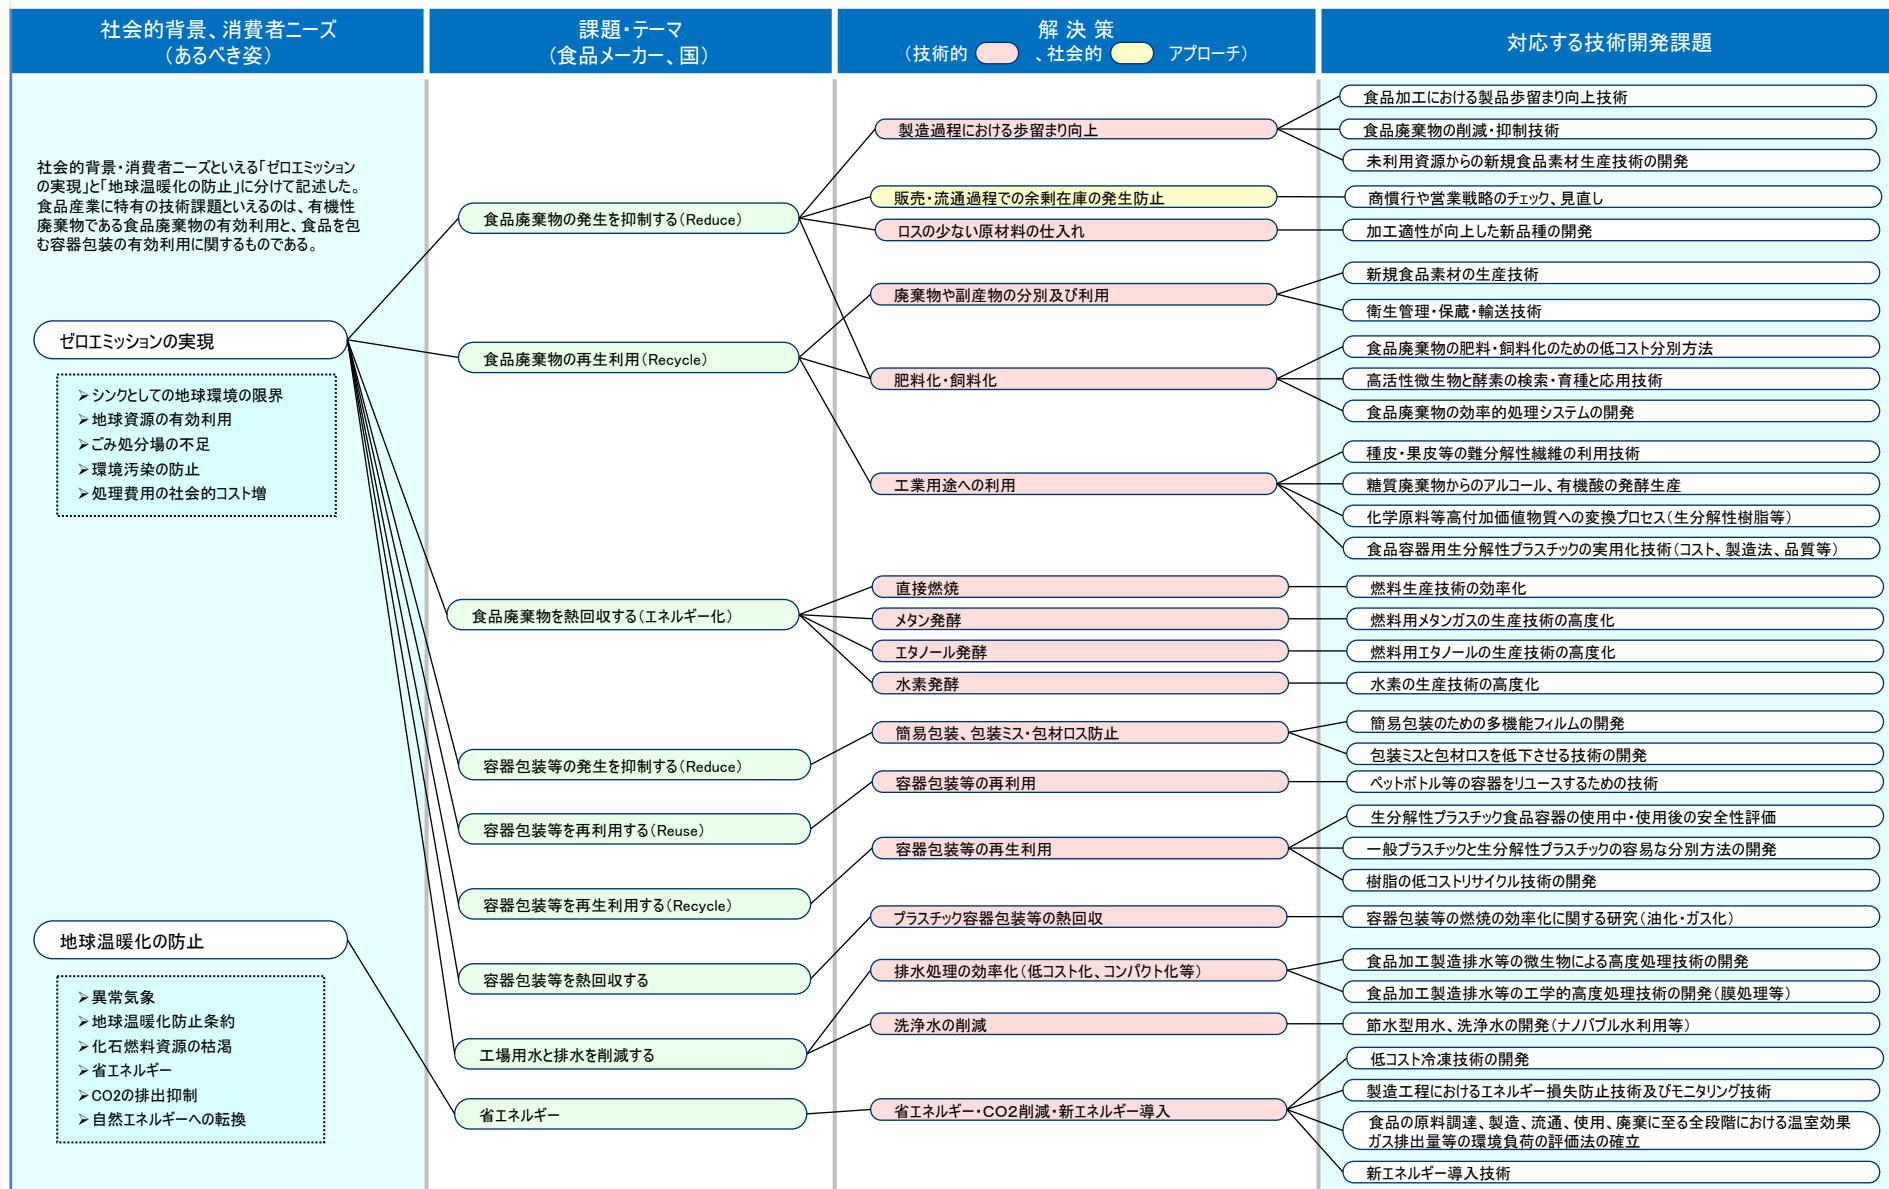 社会的背景、消費者ニーズ
（あるべき姿）
課題・テーマ
（食品メーカー、国）
解 決 策
（技術的　、社会的　アプローチ）
対応する技術開発課題
社会的背景・消費者ニーズといえる「ゼロエミッション
の実現」と「地球温暖化の防止」に分けて記述した。
食品産業に特有の技術課題といえるのは、有機性
廃棄物である食品廃棄物の有効利用と、食品を包
む容器包装の有効利用に関するものである。
ゼロエミッションの実現
➢シンクとしての地球環境の限界
➢地球資源の有効利用
➢ごみ処分場の不足
➢環境汚染の防止
➢処理費用の社会的コスト増
地球温暖化の防止
➢異常気象
➢地球温暖化防止条約
➢化石燃料資源の枯渇
➢省エネルギー
➢CO2の排出抑制
➢自然エネルギーへの転換
食品廃棄物の発生を抑制する（Reduce）
食品廃棄物の再生利用（Recycle）
食品廃棄物を熱回収する（エネルギー化）
容器包装等の発生を抑制する（Reduce）
容器包装等を再利用する（Reuse）
容器包装等を再生利用する（Recycle）
容器包装等を熱回収する
工場用水と排水を削減する
省エネルギー
製造過程における歩留まり向上
販売・流通過程での余剰在庫の発生防止
ロスの少ない原材料の仕入れ
廃棄物や副産物の分別及び利用
肥料化・飼料化
工業用途への利用
直接燃焼
メタン発酵
エタノール発酵
水素発酵
簡易包装、包装ミス・包材ロス防止
容器包装等の再利用
容器包装等の再生利用
プラスチック容器包装等の熱回収
排水処理の効率化（低コスト化、コンパクト化等）
洗浄水の削減
省エネルギー・CO2削減・新エネルギー導入
食品加工における製品歩留まり向上技術
食品廃棄物の削減・抑制技術
未利用資源からの新規食品素材生産技術の開発
商慣行や営業戦略のチェック、見直し
加工適性が向上した新品種の開発
新規食品素材の生産技術
衛生管理・保蔵・輸送技術
食品廃棄物の肥料・飼料化のための低コスト分別方法
高活性微生物と酵素の検索・育種と応用技術
食品廃棄物の効率的処理システムの開発
種皮・果皮等の難分解性繊維の利用技術
糖質廃棄物からのアルコール、有機酸の発酵生産
化学原料等高付加価値物質への変換プロセス（生分解性樹脂等）
食品容器用生分解性プラスチックの実用化技術（コスト、製造法、品質等）
燃料生産技術の効率化
燃料用メタンガスの生産技術の高度化
燃料用エタノールの生産技術の高度化
水素の生産技術の高度化
簡易包装のための多機能フィルムの開発
包装ミスと包材ロスを低下させる技術の開発
ペットボトル等の容器をリユースするための技術
生分解性プラスチック食品容器の使用中・使用後の安全性評価
一般プラスチックと生分解性プラスチックの容易な分別方法の開発
樹脂の低コストリサイクル技術の開発
容器包装等の燃焼の効率化に関する研究（油化・ガス化）
食品加工製造排水等の微生物による高度処理技術の開発
食品加工製造排水等の工学的高度処理技術の開発（膜処理等）
節水型用水、洗浄水の開発（ナノバブル水利用等）
低コスト冷凍技術の開発
製造工程におけるエネルギー損失防止技術及びモニタリング技術
食品の原料調達、製造、流通、使用、廃棄に至る全段階における温室効果
ガス排出量等の環境負荷の評価法の確立
新エネルギー導入技術